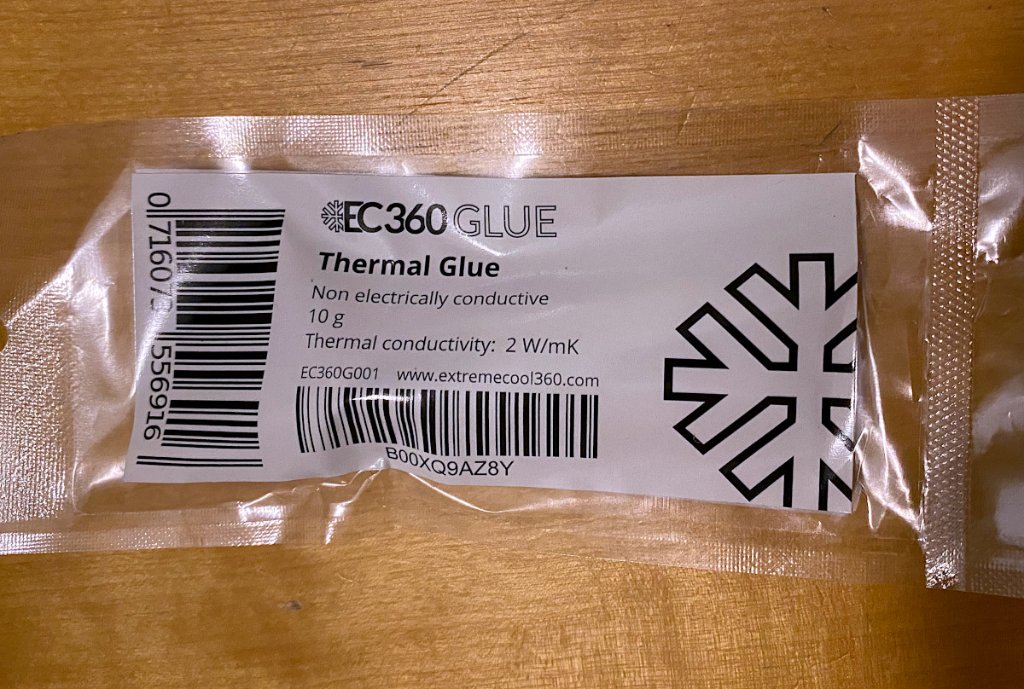 EC360 GLUE
Thermal Glue
Non electrically conductive
10 g
Thermal conductivity: 2 W/mK
EC360G001 www.extremecool360.com
B00XQ9AZ8Y